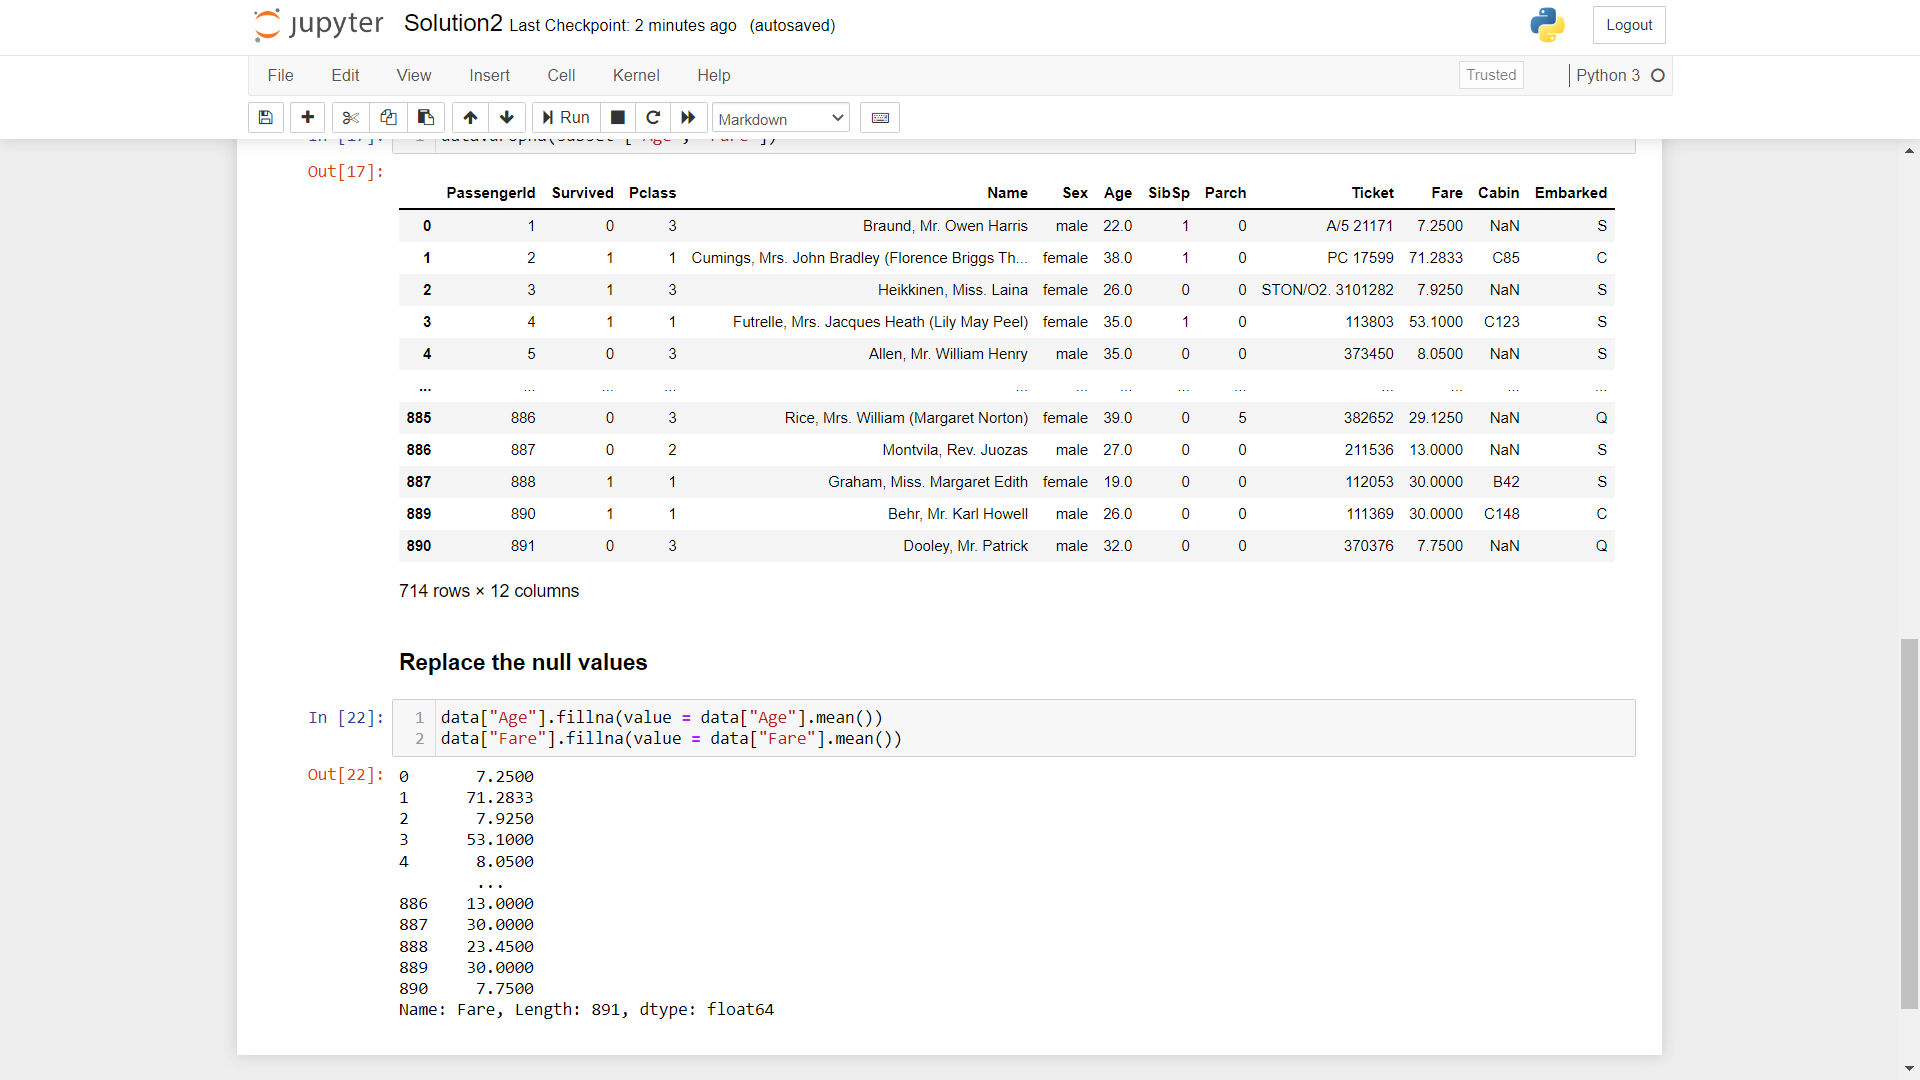 jupyter Solution2 Last Checkpoint: 2 minutes ago (autosaved) Logout
File Edit View Insert Cell Kernel Help Trusted Python 3
Run Markdown
Out[17]:
PassengerId Survived Pclass Name Sex Age SibSp Parch Ticket Fare Cabin Embarked
0 1 0 3 Braund, Mr. Owen Harris male 22.0 1 0 A/5 21171 7.2500 NaN S
1 2 1 1 Cumings, Mrs. John Bradley (Florence Briggs Th... female 38.0 1 0 PC 17599 71.2833 C85 C
2 3 1 3 Heikkinen, Miss. Laina female 26.0 0 0 STON/O2. 3101282 7.9250 NaN S
3 4 1 1 Futrelle, Mrs. Jacques Heath (Lily May Peel) female 35.0 1 0 113803 53.1000 C123 S
4 5 0 3 Allen, Mr. William Henry male 35.0 0 0 373450 8.0500 NaN S
... ... ... ... ... ... ... ... ... ... ... ... ...
885 886 0 3 Rice, Mrs. William (Margaret Norton) female 39.0 0 5 382652 29.1250 NaN Q
886 887 0 2 Montvila, Rev. Juozas male 27.0 0 0 211536 13.0000 NaN S
887 888 1 1 Graham, Miss. Margaret Edith female 19.0 0 0 112053 30.0000 B42 S
889 890 1 1 Behr, Mr. Karl Howell male 26.0 0 0 111369 30.0000 C148 C
890 891 0 3 Dooley, Mr. Patrick male 32.0 0 0 370376 7.7500 NaN Q
714 rows × 12 columns
Replace the null values
In [22]: 1 data["Age"].fillna(value = data["Age"].mean())
2 data["Fare"].fillna(value = data["Fare"].mean())
Out[22]: 0 7.2500
1 71.2833
2 7.9250
3 53.1000
4 8.0500
...
886 13.0000
887 30.0000
888 23.4500
889 30.0000
890 7.7500
Name: Fare, Length: 891, dtype: float64